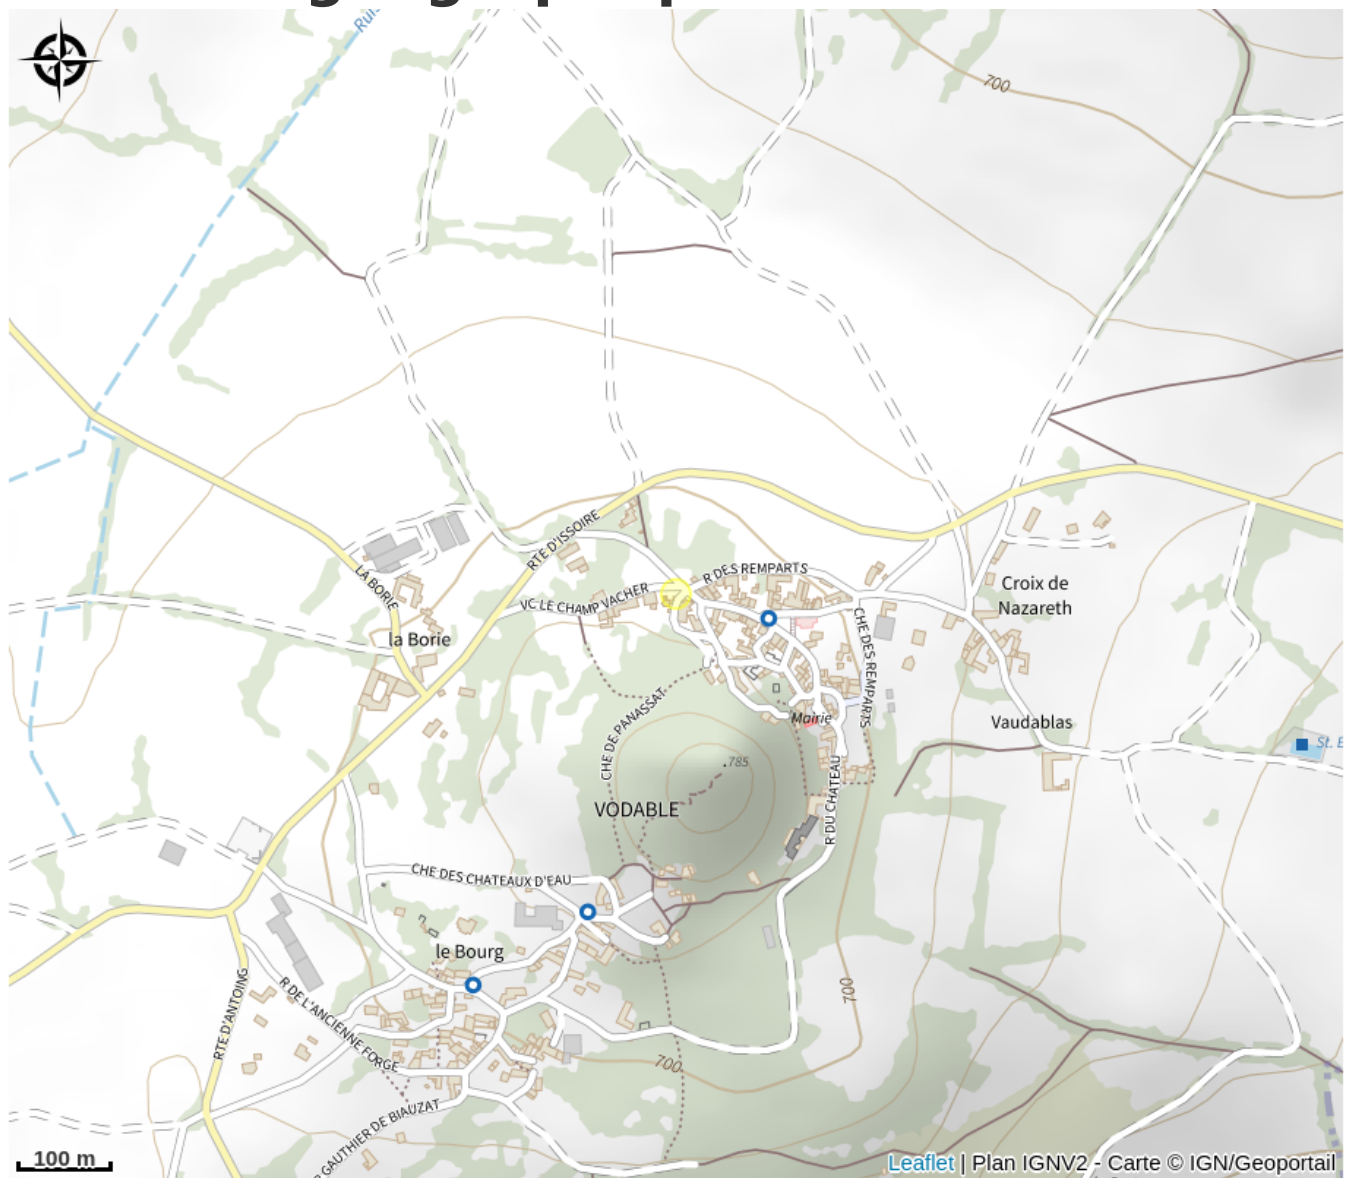 Rui
700
RTE D'ISSOIRE
R DES REMPARTS
LA BORIE
VC LE CHAMP VACHER
Croix de
Nazareth
la Borie
CHE DES REMPARTS
CHE DE PANASSAT
Mairie
Vaudablas
St. E
785
VODABLE
R DU CHATEAU
CHE DES CHATEAUX D'EAU
le Bourg
700
RTE D'ANTOING
R DE L'ANCIENNE FORGE
700
GAUTHIER DE BIAUZAT
100 m
Leaflet | Plan IGNV2 - Carte © IGN/Geoportail